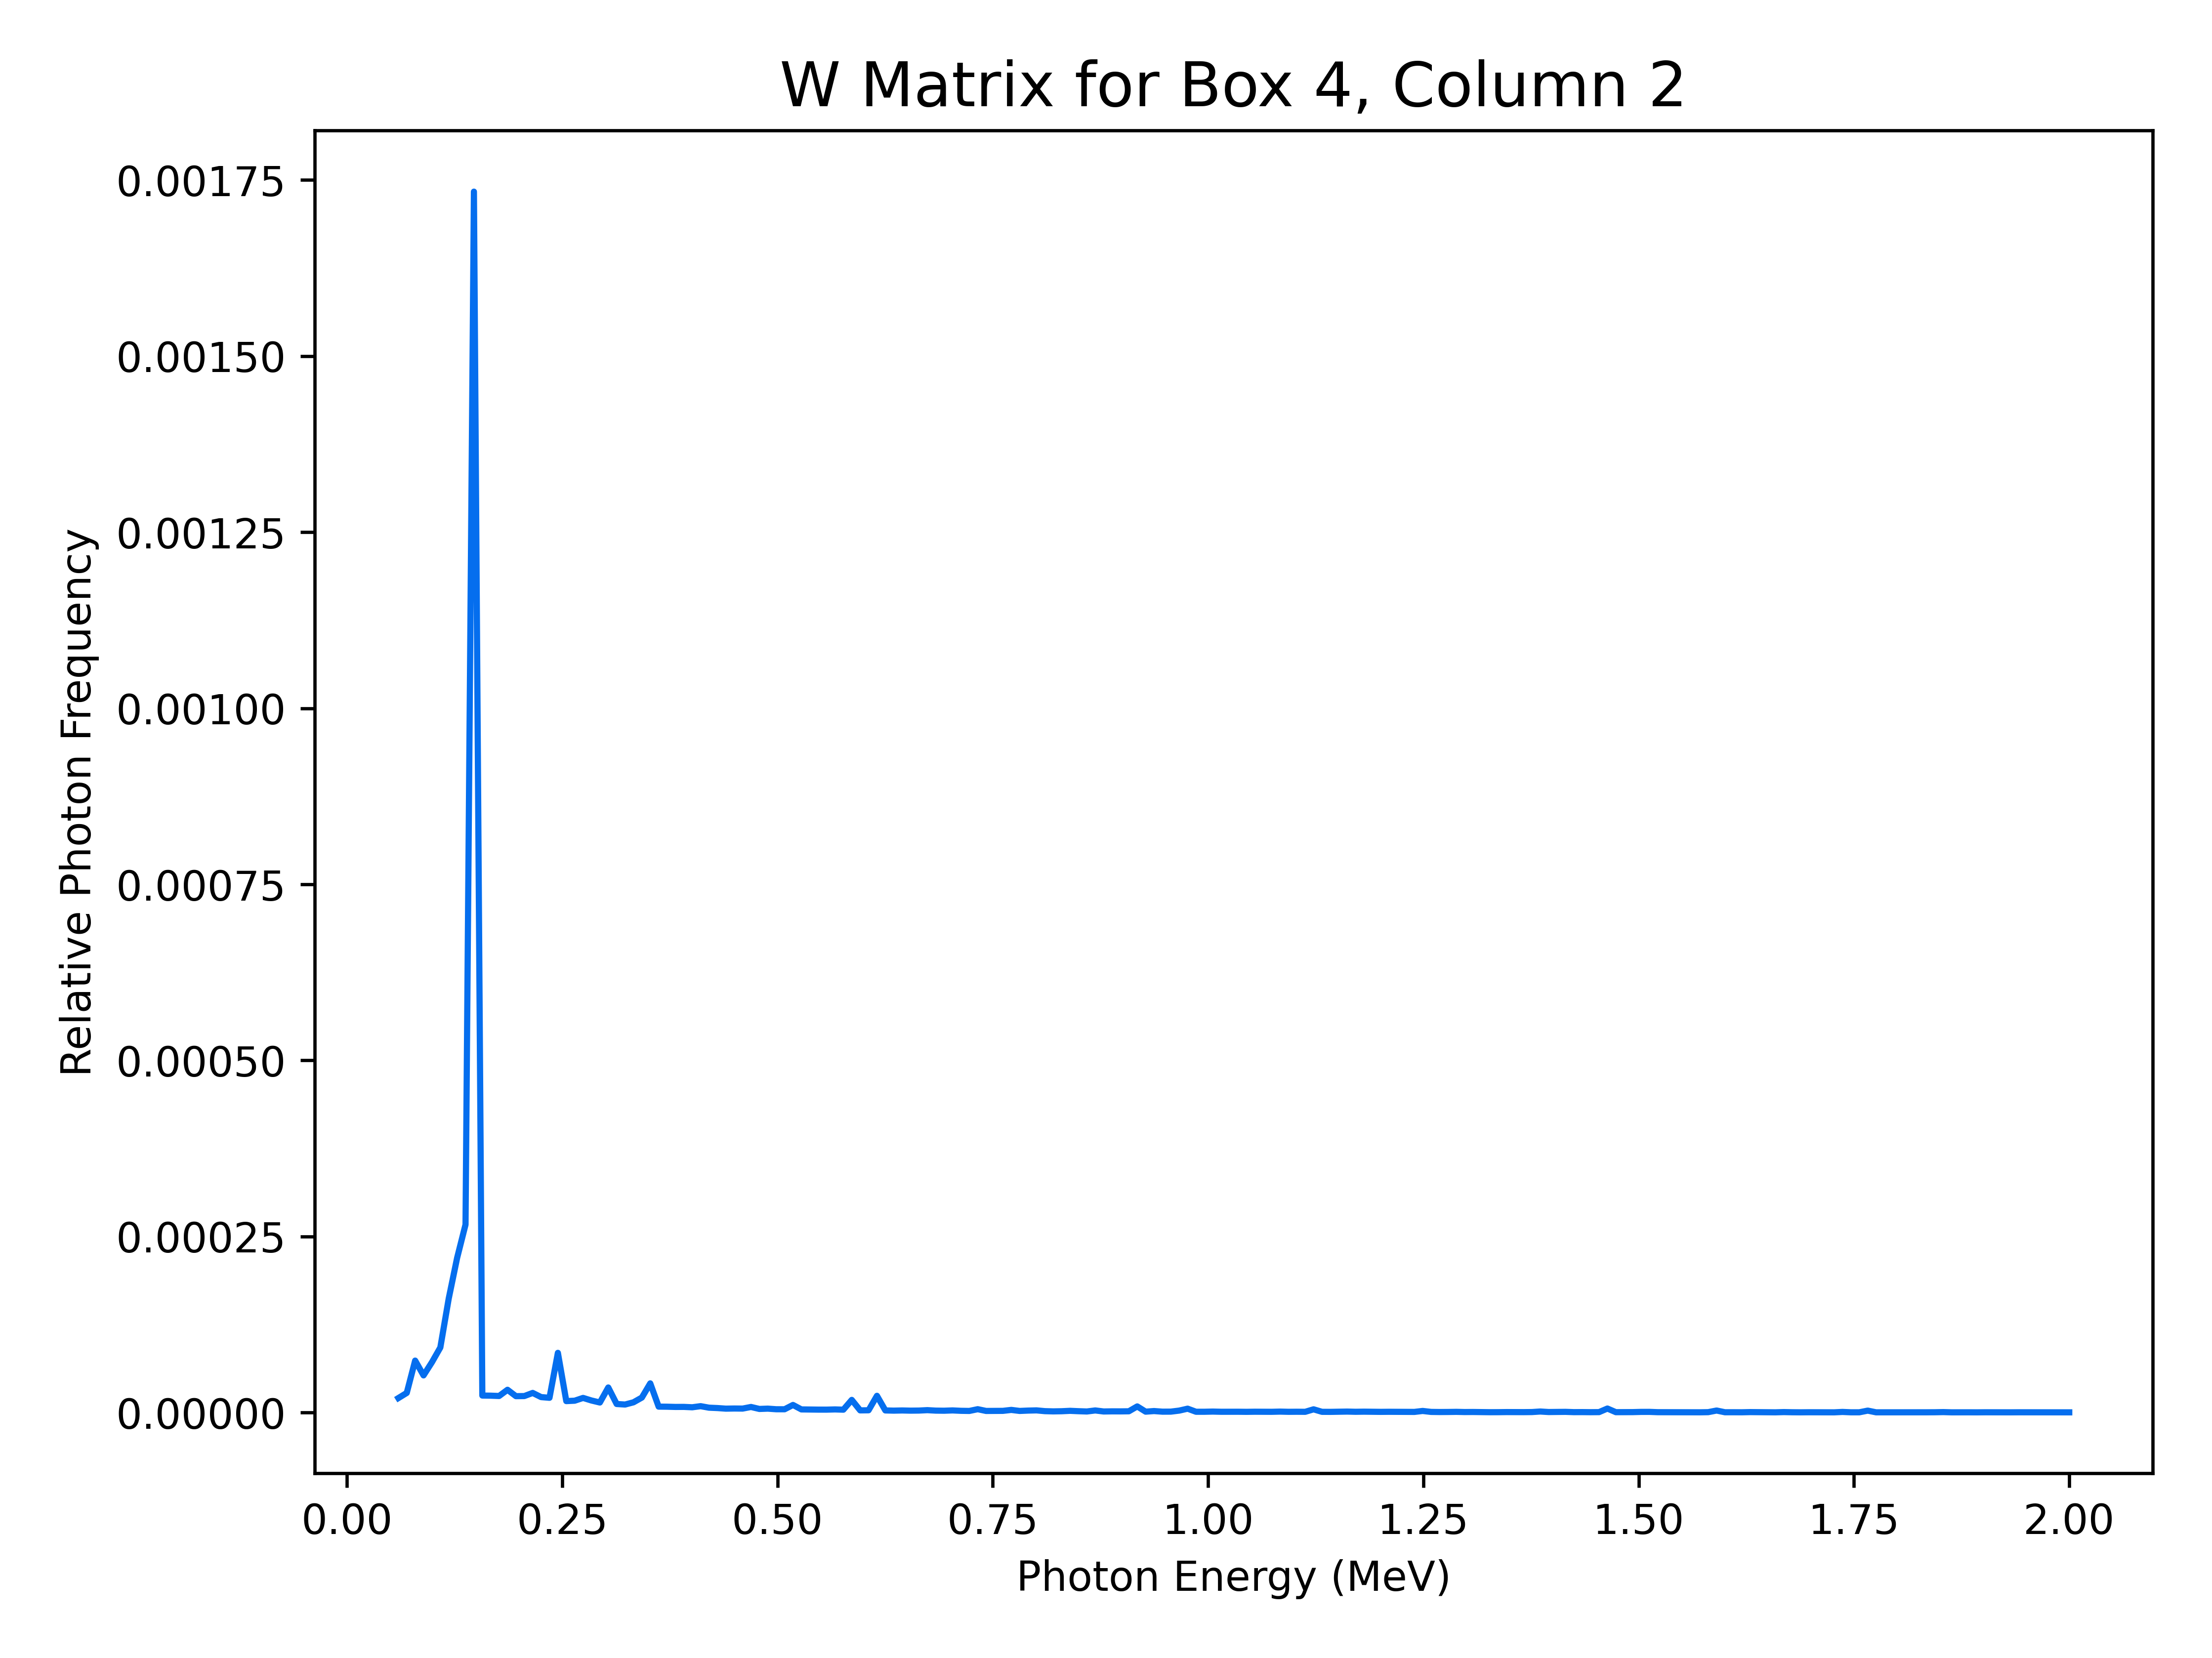 W Matrix for Box 4, Column 2
Relative Photon Frequency
0.00175
0.00150
0.00125
0.00100
0.00075
0.00050
0.00025
0.00000
0.00 0.25 0.50 0.75 1.00 1.25 1.50 1.75 2.00
Photon Energy (MeV)